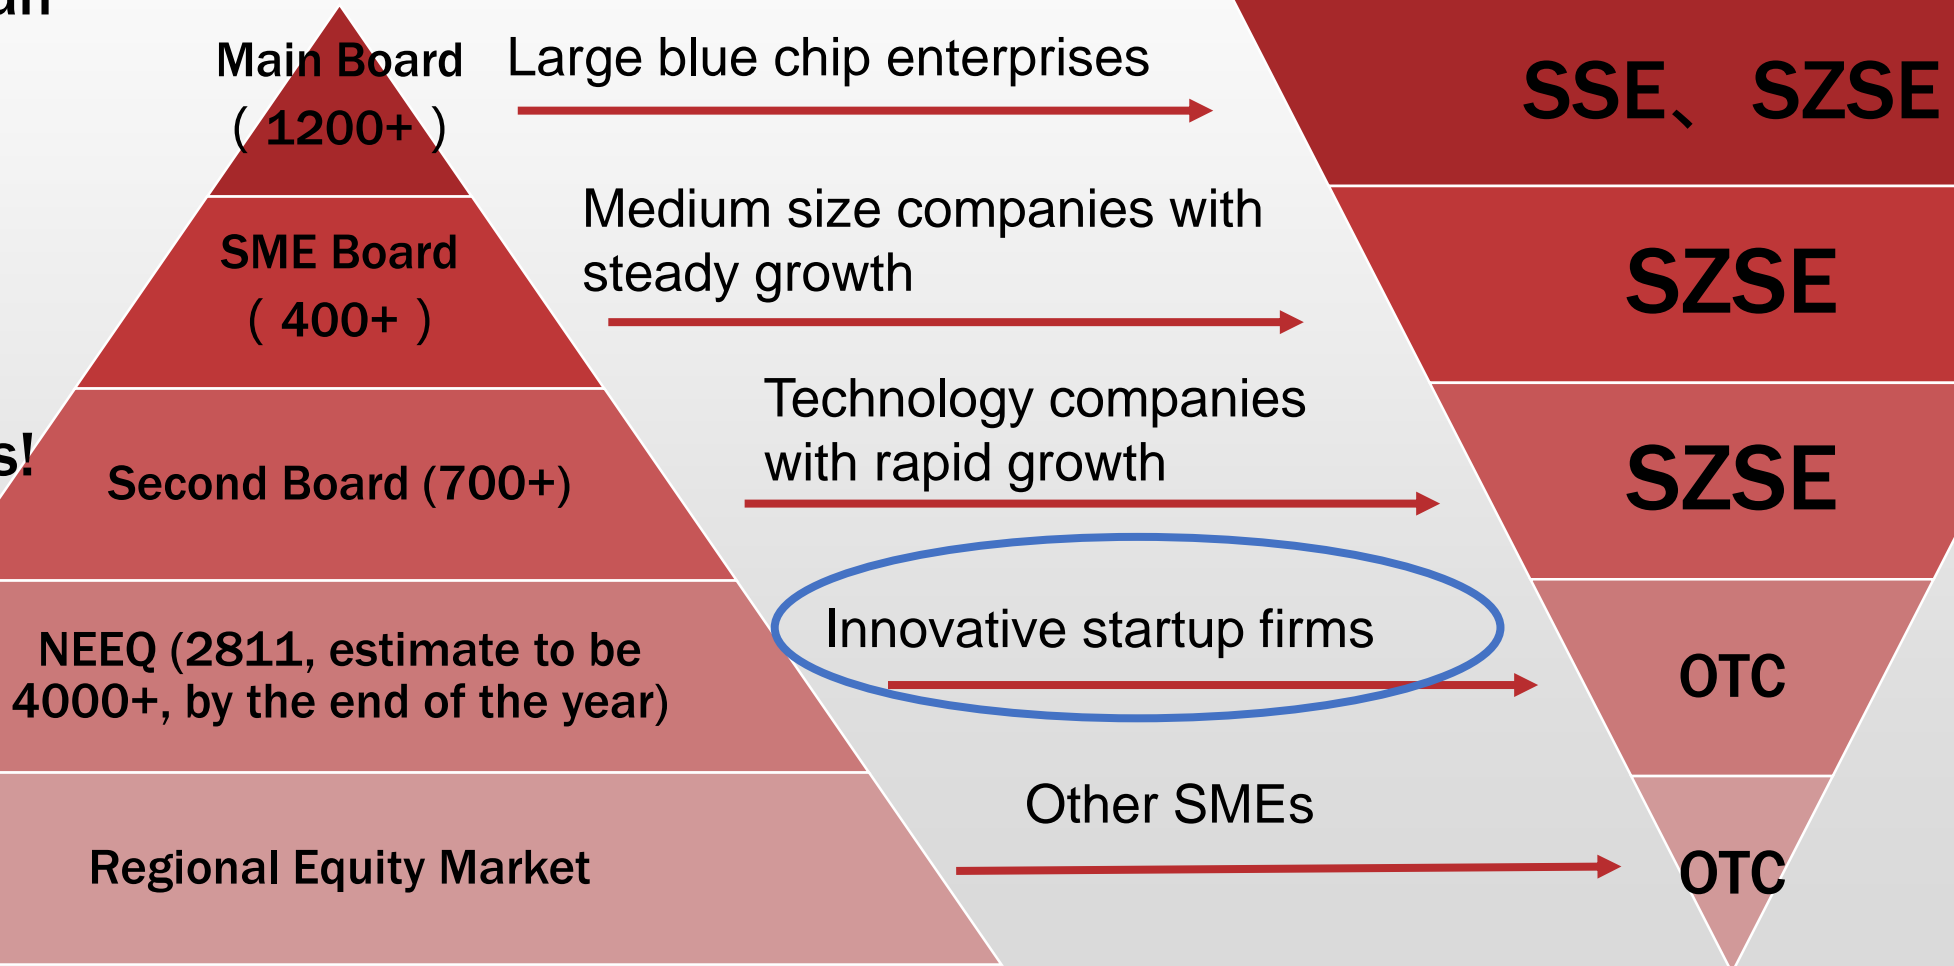 Main Board
( 1200+ )
Large blue chip enterprises
SSE、 SZSE
SME Board
( 400+ )
Medium size companies with
steady growth
SZSE
Second Board (700+)
Technology companies
with rapid growth
SZSE
s!
NEEQ (2811, estimate to be
4000+, by the end of the year)
Innovative startup firms
OTC
Regional Equity Market
Other SMEs
OTC